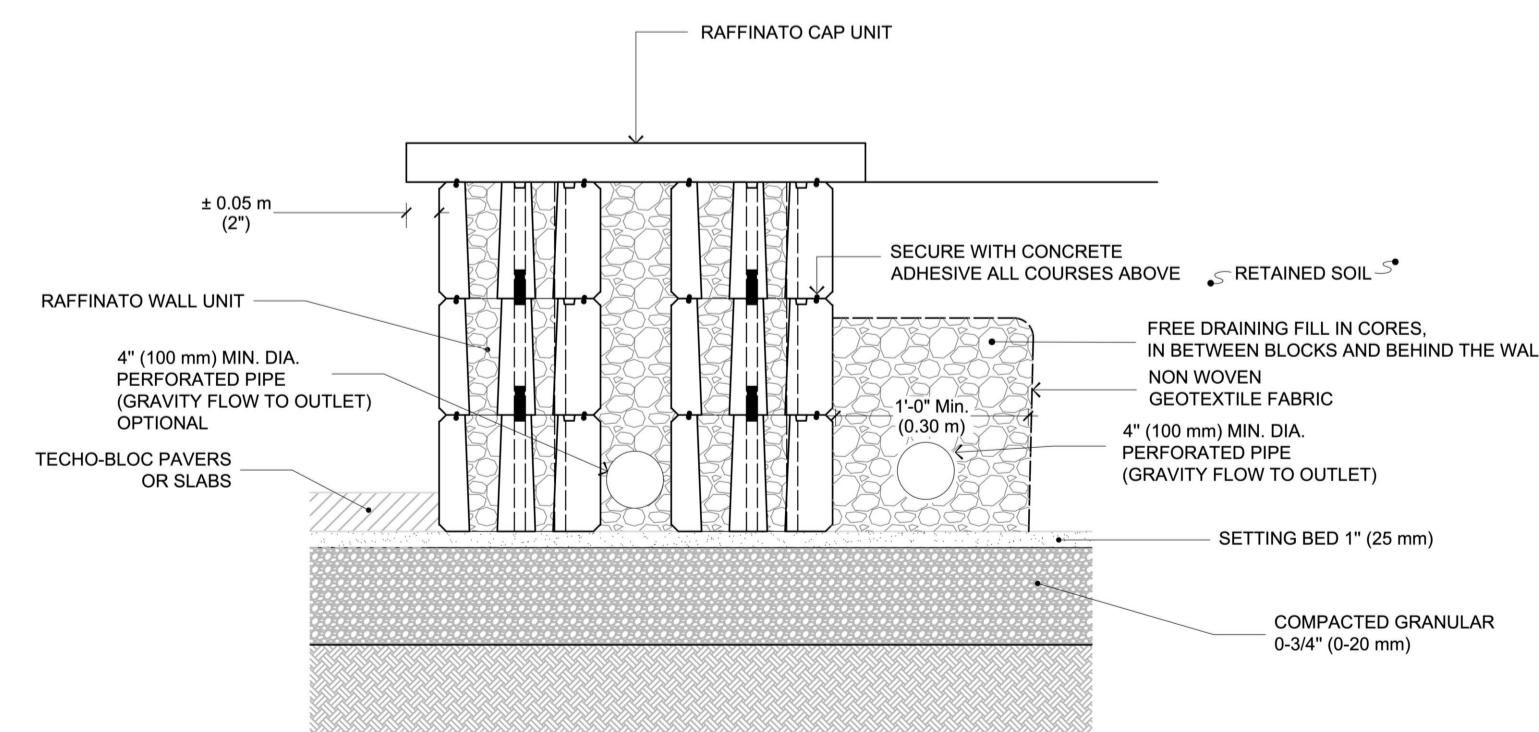 RAFFINATO CAP UNIT
± 0.05 m
(2")
SECURE WITH CONCRETE
ADHESIVE ALL COURSES ABOVE
RETAINED SOIL
RAFFINATO WALL UNIT
FREE DRAINING FILL IN CORES,
IN BETWEEN BLOCKS AND BEHIND THE WAL
4" (100 mm) MIN. DIA.
PERFORATED PIPE
(GRAVITY FLOW TO OUTLET)
OPTIONAL
NON WOVEN
GEOTEXTILE FABRIC
1'-0" Min.
(0.30 m)
4" (100 mm) MIN. DIA.
PERFORATED PIPE
(GRAVITY FLOW TO OUTLET)
TECHO-BLOC PAVERS
OR SLABS
SETTING BED 1" (25 mm)
COMPACTED GRANULAR
0-3/4" (0-20 mm)